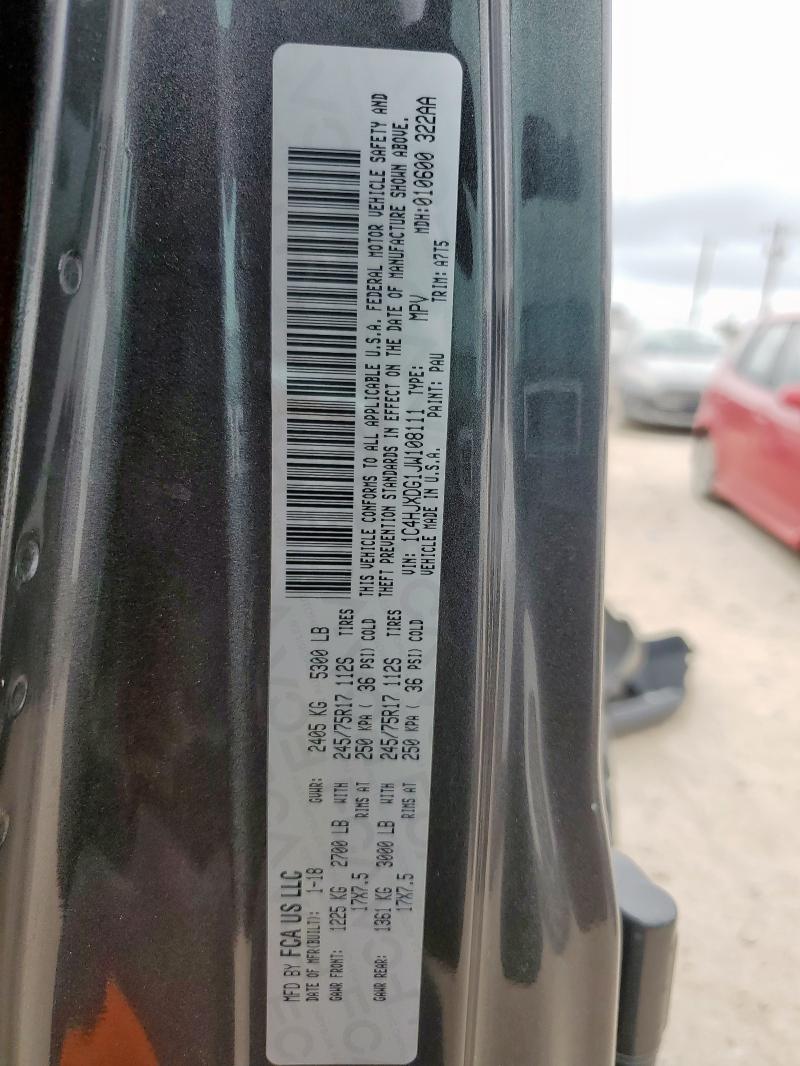 MFD BY FCA US LLC
DATE OF MFR(BUILT): 1-18 GVWR: 2405 KG 5300 LB
GAWR FRONT: 1225 KG 2700 LB WITH 245/75R17 112S TIRES
17X7.5 RIMS AT 250 KPA ( 36 PSI) COLD
GAWR REAR: 1361 KG 3000 LB WITH 245/75R17 112S TIRES
17X7.5 RIMS AT 250 KPA ( 36 PSI) COLD
THIS VEHICLE CONFORMS TO ALL APPLICABLE U.S.A. FEDERAL MOTOR VEHICLE SAFETY AND
THEFT PREVENTION STANDARDS IN EFFECT ON THE DATE OF MANUFACTURE SHOWN ABOVE.
VIN: 1C4HJXDG1JW108111 TYPE: MPV MDH:010600 322AA
VEHICLE MADE IN U.S.A. PAINT: PAU TRIM: A7T5